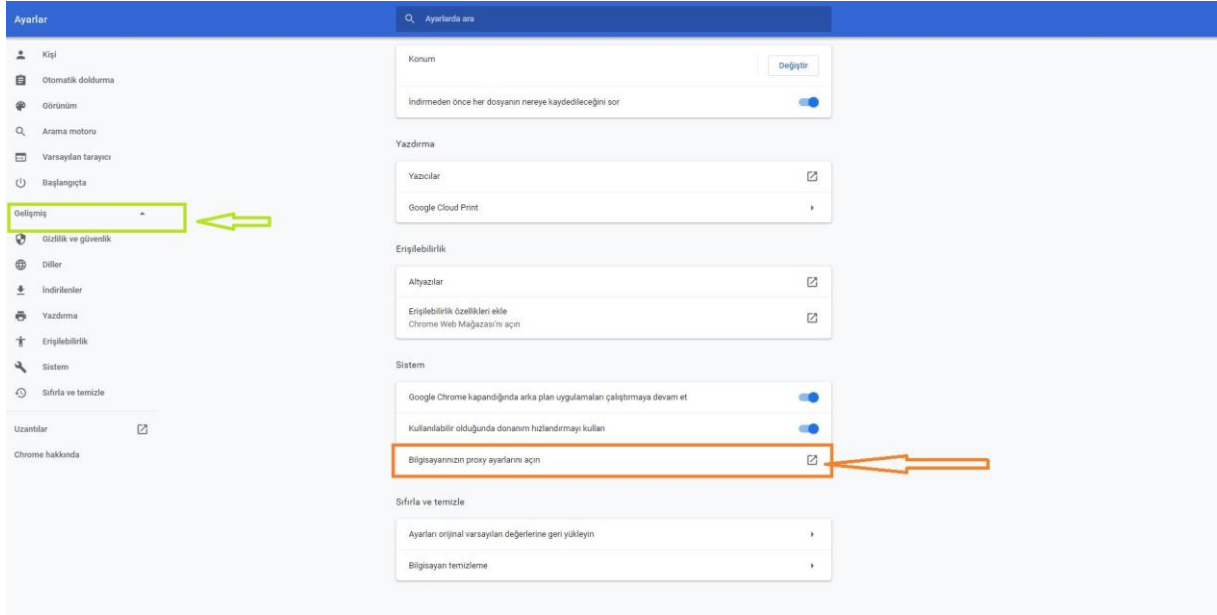 Ayarlar
Ayarlarda ara
Kişi
Otomatik doldurma
Görünüm
Arama motoru
Varsayılan tarayıcı
Başlangıçta
Gelişmiş
Gizlilik ve güvenlik
Diller
İndirilenler
Yazdırma
Erişilebilirlik
Sistem
Sıfırla ve temizle
Uzantılar
Chrome hakkında
Konum
Değiştir
İndirmeden önce her dosyanın nereye kaydedileceğini sor
Yazdırma
Yazıcılar
Google Cloud Print
Erişilebilirlik
Altyazılar
Erişilebilirlik özellikleri ekle
Chrome Web Mağazası'nı açın
Sistem
Google Chrome kapandığında arka plan uygulamaları çalıştırmaya devam et
Kullanılabilir olduğunda donanım hızlandırmayı kullan
Bilgisayarınızın proxy ayarlarını açın
Sıfırla ve temizle
Ayarları orijinal varsayılan değerlerine geri yükleyin
Bilgisayarı temizleme